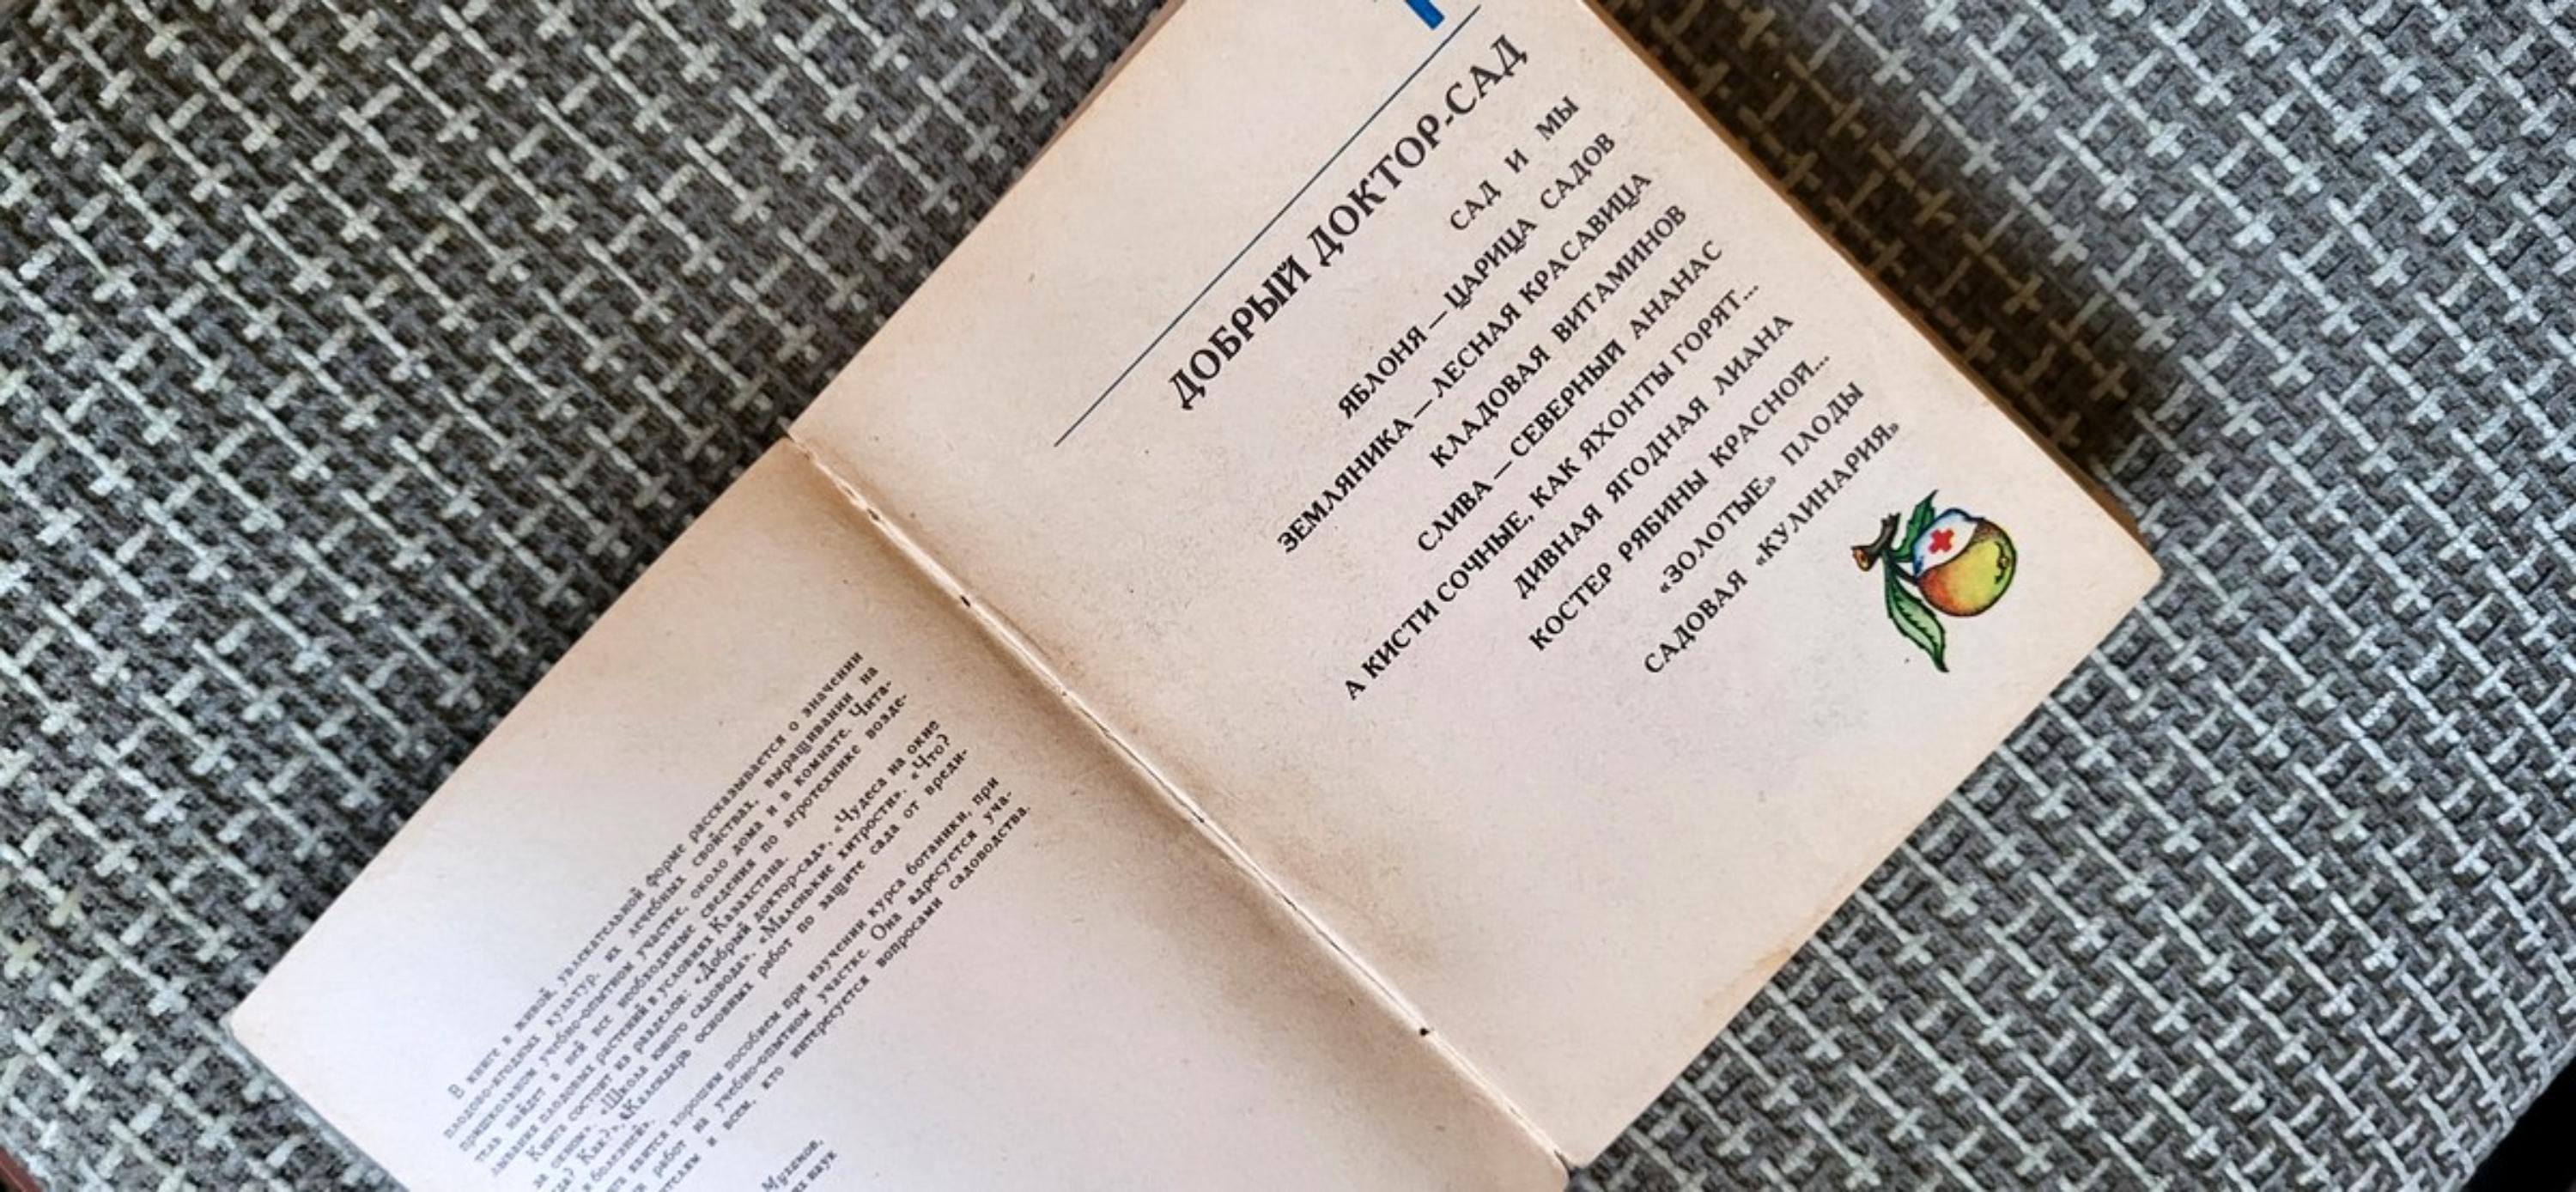 В книге в живой, увлекательной форме рассказывается о значении
плодово-ягодных культур, их лечебных свойствах, выращивании на
пришкольном учебно-опытном участке, около дома и в комнате. Чита-
тель найдет в ней все необходимые сведения по агротехнике возде-
лывания плодовых растений в условиях Казахстана.
Книга состоит из разделов: «Добрый доктор-сад», «Чудеса на окне
за окном», «Школа юного садовода», «Маленькие хитрости». «Что?
Как?», «Календарь основных работ по защите сада от вреди-
болезней».
явится хорошим пособием при изучении курса ботаники, при
работ на учебно-опытном участке. Она адресуется уча-
и всем, кто интересуется вопросами садоводства.
ДОБРЫЙ ДОКТОР-САД
САД И МЫ
ЯБЛОНЯ — ЦАРИЦА САДОВ
ЗЕМЛЯНИКА — ЛЕСНАЯ КРАСАВИЦА
КЛАДОВАЯ ВИТАМИНОВ
СЛИВА — СЕВЕРНЫЙ АНАНАС
А КИСТИ СОЧНЫЕ, КАК ЯХОНТЫ ГОРЯТ...
ДИВНАЯ ЯГОДНАЯ ЛИАНА
КОСТЕР РЯБИНЫ КРАСНОЙ...
«ЗОЛОТЫЕ» ПЛОДЫ
САДОВАЯ «КУЛИНАРИЯ»